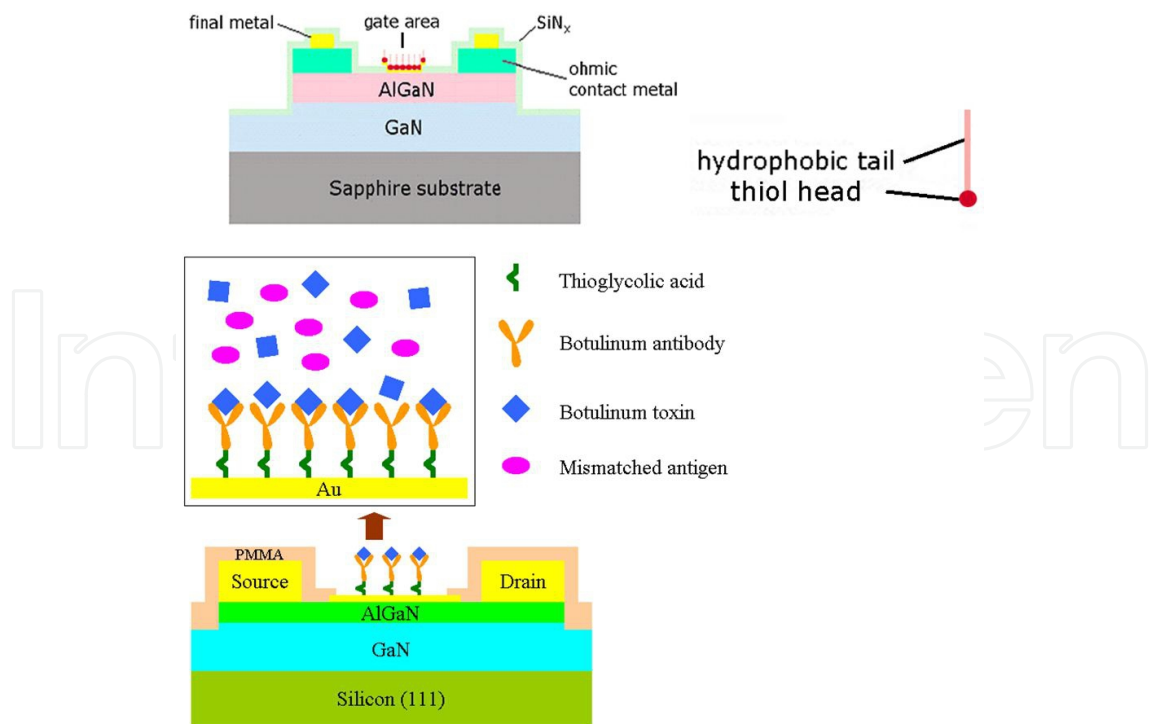 final metal
gate area
SiNx
ohmic
contact metal
AlGaN
GaN
Sapphire substrate
hydrophobic tail
thiol head
Thioglycolic acid
Botulinum antibody
Botulinum toxin
Mismatched antigen
Au
PMMA
Source
Drain
AlGaN
GaN
Silicon (111)